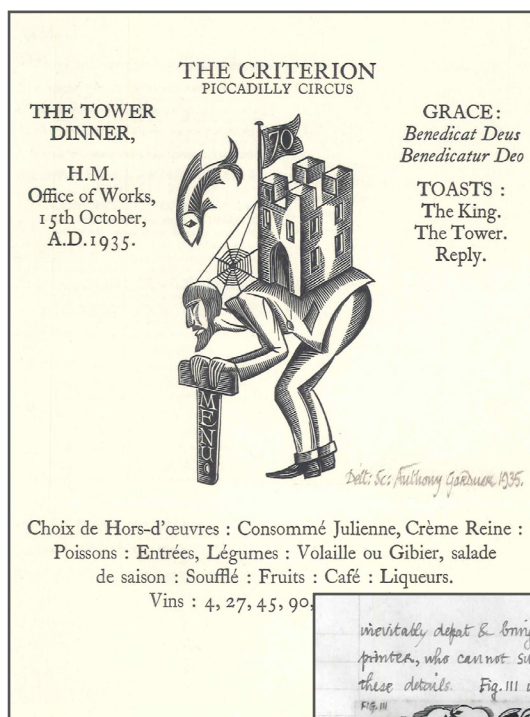 THE CRITERION
PICCADILLY CIRCUS
THE TOWER
DINNER,
H.M.
Office of Works,
15th October,
A.D.1935.
GRACE:
Benedicat Deus
Benedicatur Deo
TOASTS :
The King.
The Tower.
Reply.
70
MENU
Delt: Sc: Anthony Gardner 1935.
Choix de Hors-d'œuvres : Consommé Julienne, Crème Reine :
Poissons : Entrées, Légumes : Volaille ou Gibier, salade
de saison : Soufflé : Fruits : Café : Liqueurs.
Vins : 4, 27, 45, 90,
inevitably depat &
printer, who cannot
these details. Fig. III
FIG. III